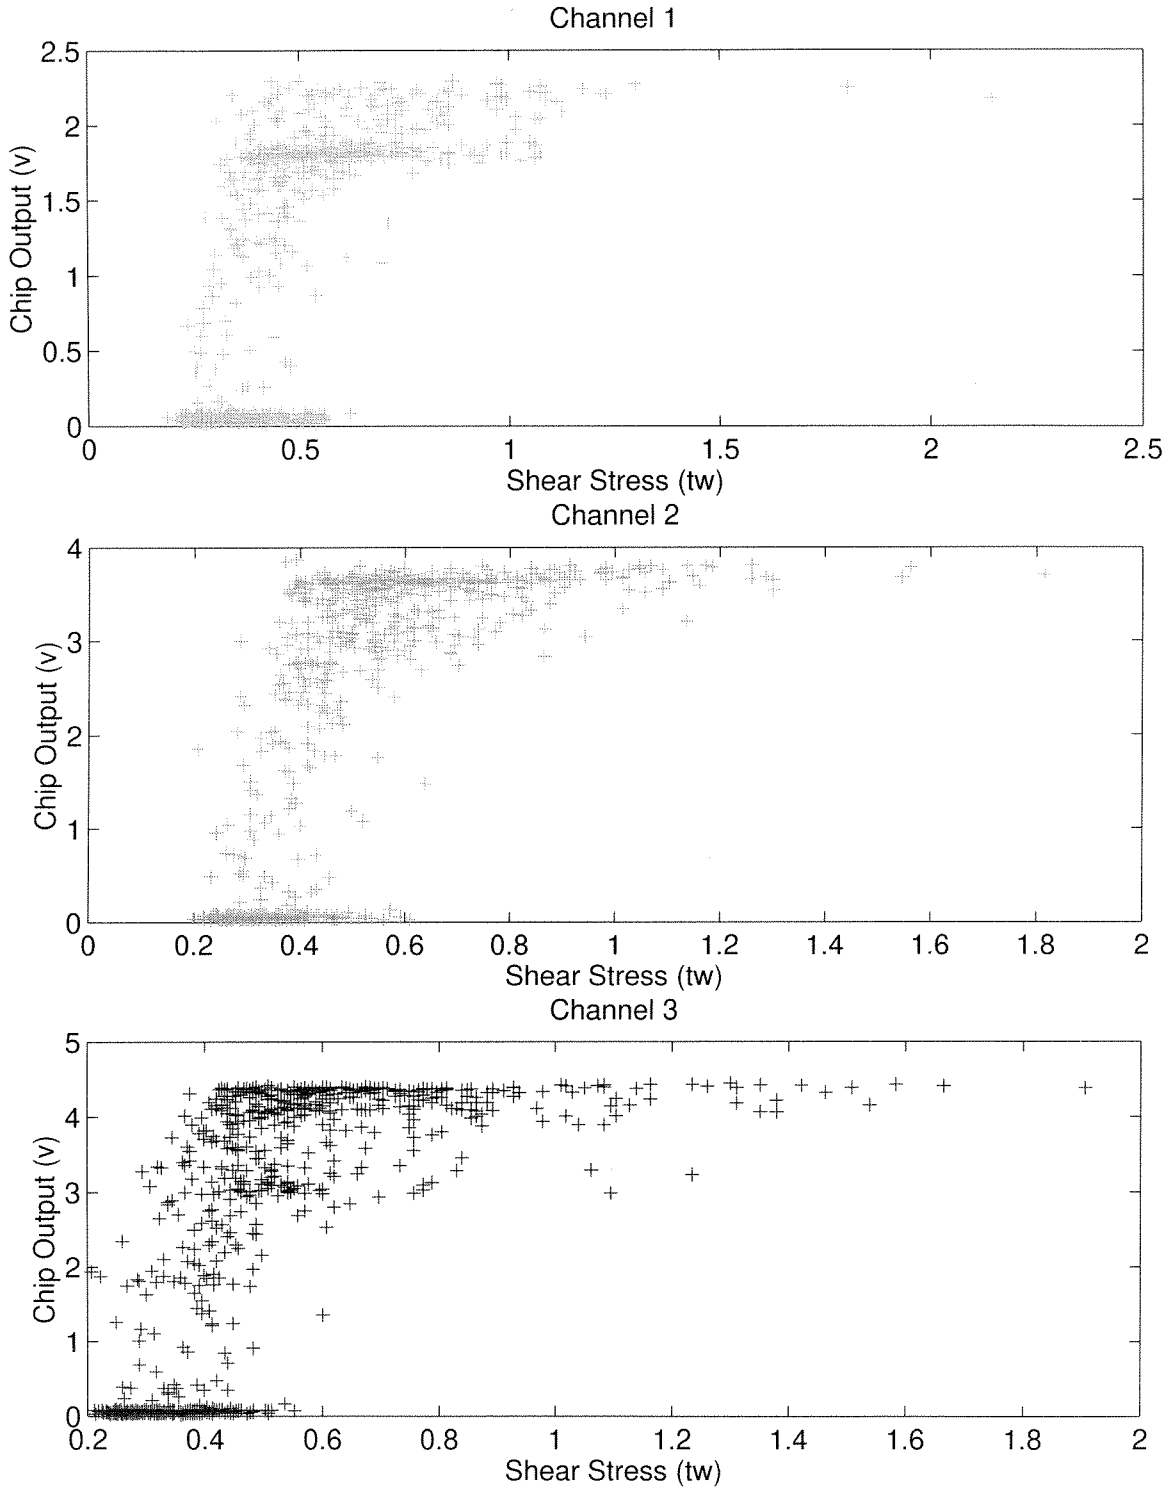 Channel 1
2.5
2
1.5
1
0.5
0
Chip Output (v)
0 0.5 1 1.5 2 2.5
Shear Stress (tw)
Channel 2
4
3
2
1
0
Chip Output (v)
0 0.2 0.4 0.6 0.8 1 1.2 1.4 1.6 1.8 2
Shear Stress (tw)
Channel 3
5
4
3
2
1
0
Chip Output (v)
0.2 0.4 0.6 0.8 1 1.2 1.4 1.6 1.8 2
Shear Stress (tw)